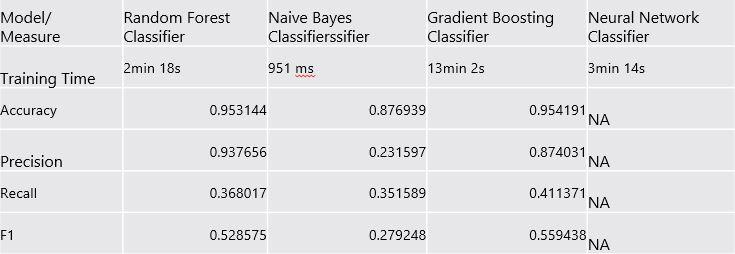 Model/ Random Forest Naive Bayes Gradient Boosting Neural Network
Measure Classifier Classifierssifier Classifier Classifier
Training Time 2min 18s 951 ms 13min 2s 3min 14s
Accuracy 0.953144 0.876939 0.954191 NA
Precision 0.937656 0.231597 0.874031 NA
Recall 0.368017 0.351589 0.411371 NA
F1 0.528575 0.279248 0.559438 NA